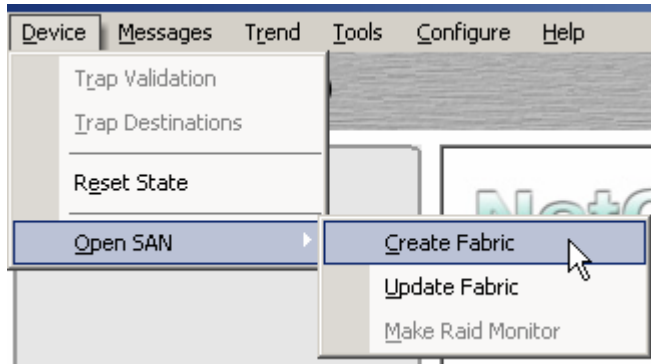 Device Messages Trend Tools Configure Help
Trap Validation
Trap Destinations
Reset State
Open SAN
Create Fabric
Update Fabric
Make Raid Monitor